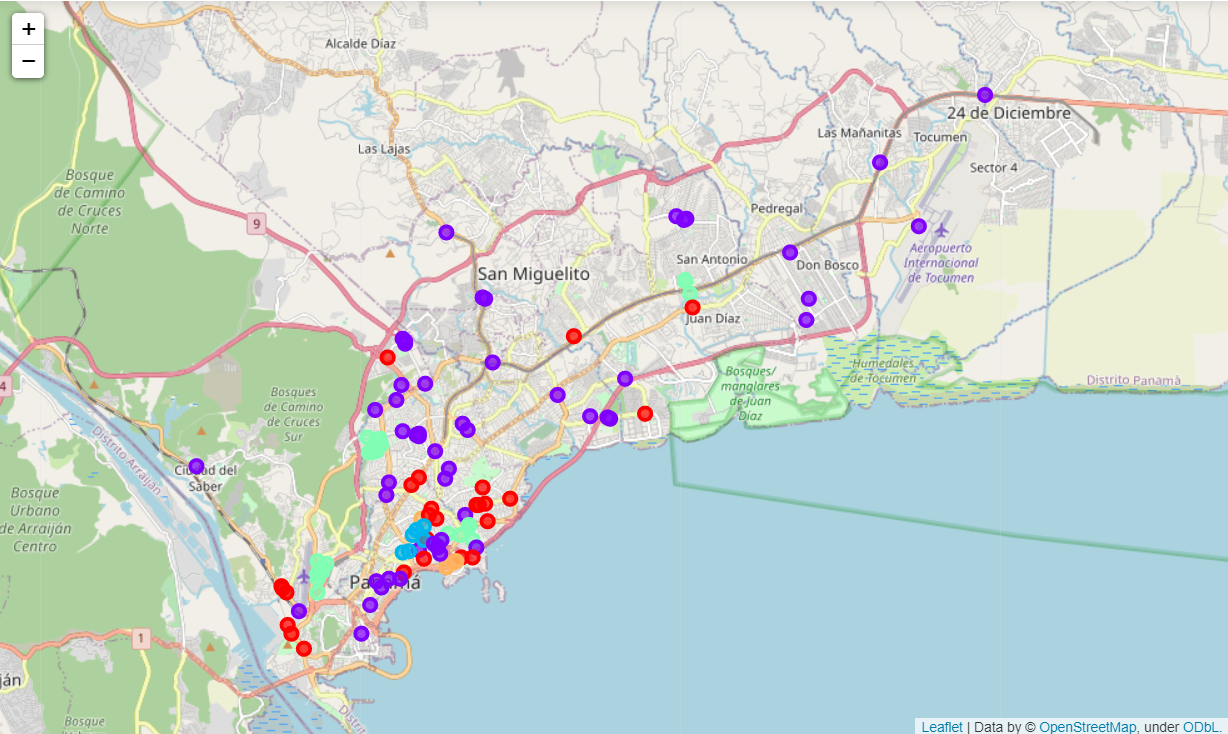 +
−
Alcalde Díaz
24 de Diciembre
Las Mañanitas
Tocumen
Las Lajas
Sector 4
Bosque
de Camino
de Cruces
Norte
9
Pedregal
Aeropuerto
Internacional
de Tocumen
San Antonio
Don Bosco
San Miguelito
Juan Díaz
Humedales
de Tocumen
Distrito Panamá
4
Bosques/
manglares
de Juan
Díaz
Bosques
de Camino
de Cruces
Sur
Distrito Arraiján
Ciudad del
Saber
Bosque
Urbano
de Arraiján
Centro
Panamá
1
ján
Distri
Bosque
Leaflet | Data by © OpenStreetMap, under ODbL.